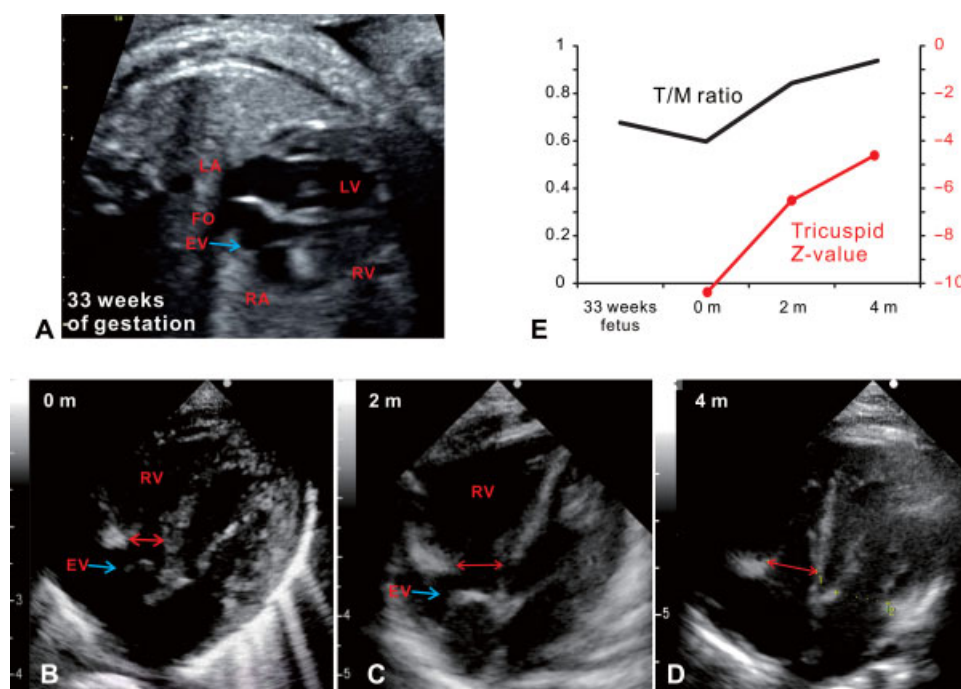 LA
LV
FO
EV
RV
RA
33 weeks
of gestation
A
1
0.8
0.6
0.4
0.2
0
T/M ratio
Tricuspid
Z-value
0
−2
−4
−6
−8
−10
33 weeks
fetus
0 m
2 m
4 m
E
0 m
RV
EV
3
4
B
2 m
RV
EV
4
5
C
4 m
5
D